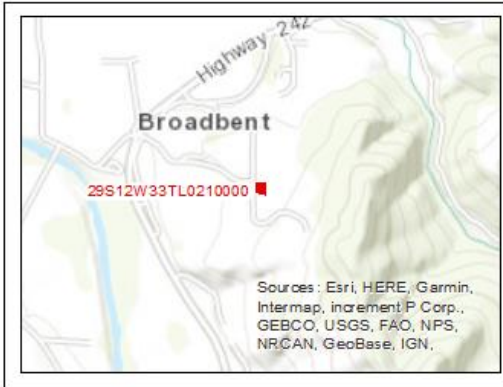 Highway 242
Broadbent
29S12W33TL0210000
Sources: Esri, HERE, Garmin,
Intermap, increment P Corp.,
GEBCO, USGS, FAO, NPS,
NRCAN, GeoBase, IGN,